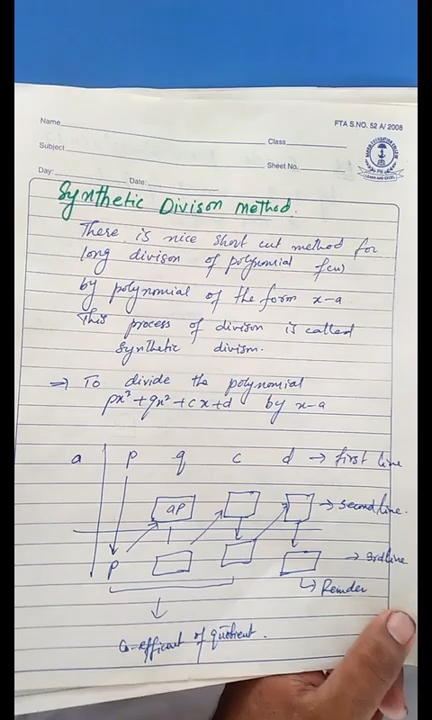 Name
FTA S.NO. 52 A/ 2008
Class
Subject
Sheet No.
Day:
Date:
Synthetic Divison method.
There is nice short cut method for
long divison of polynomial f(x)
by polynomial of the form x-a
This process of divison is called
Synthetic divison.
⇒ To divide the polynomial
px³+qx²+cx+d by x-a
a p q c d → first line
ap → second line.
p → 3rd line
↳ Remder
Co-efficent of quotient.